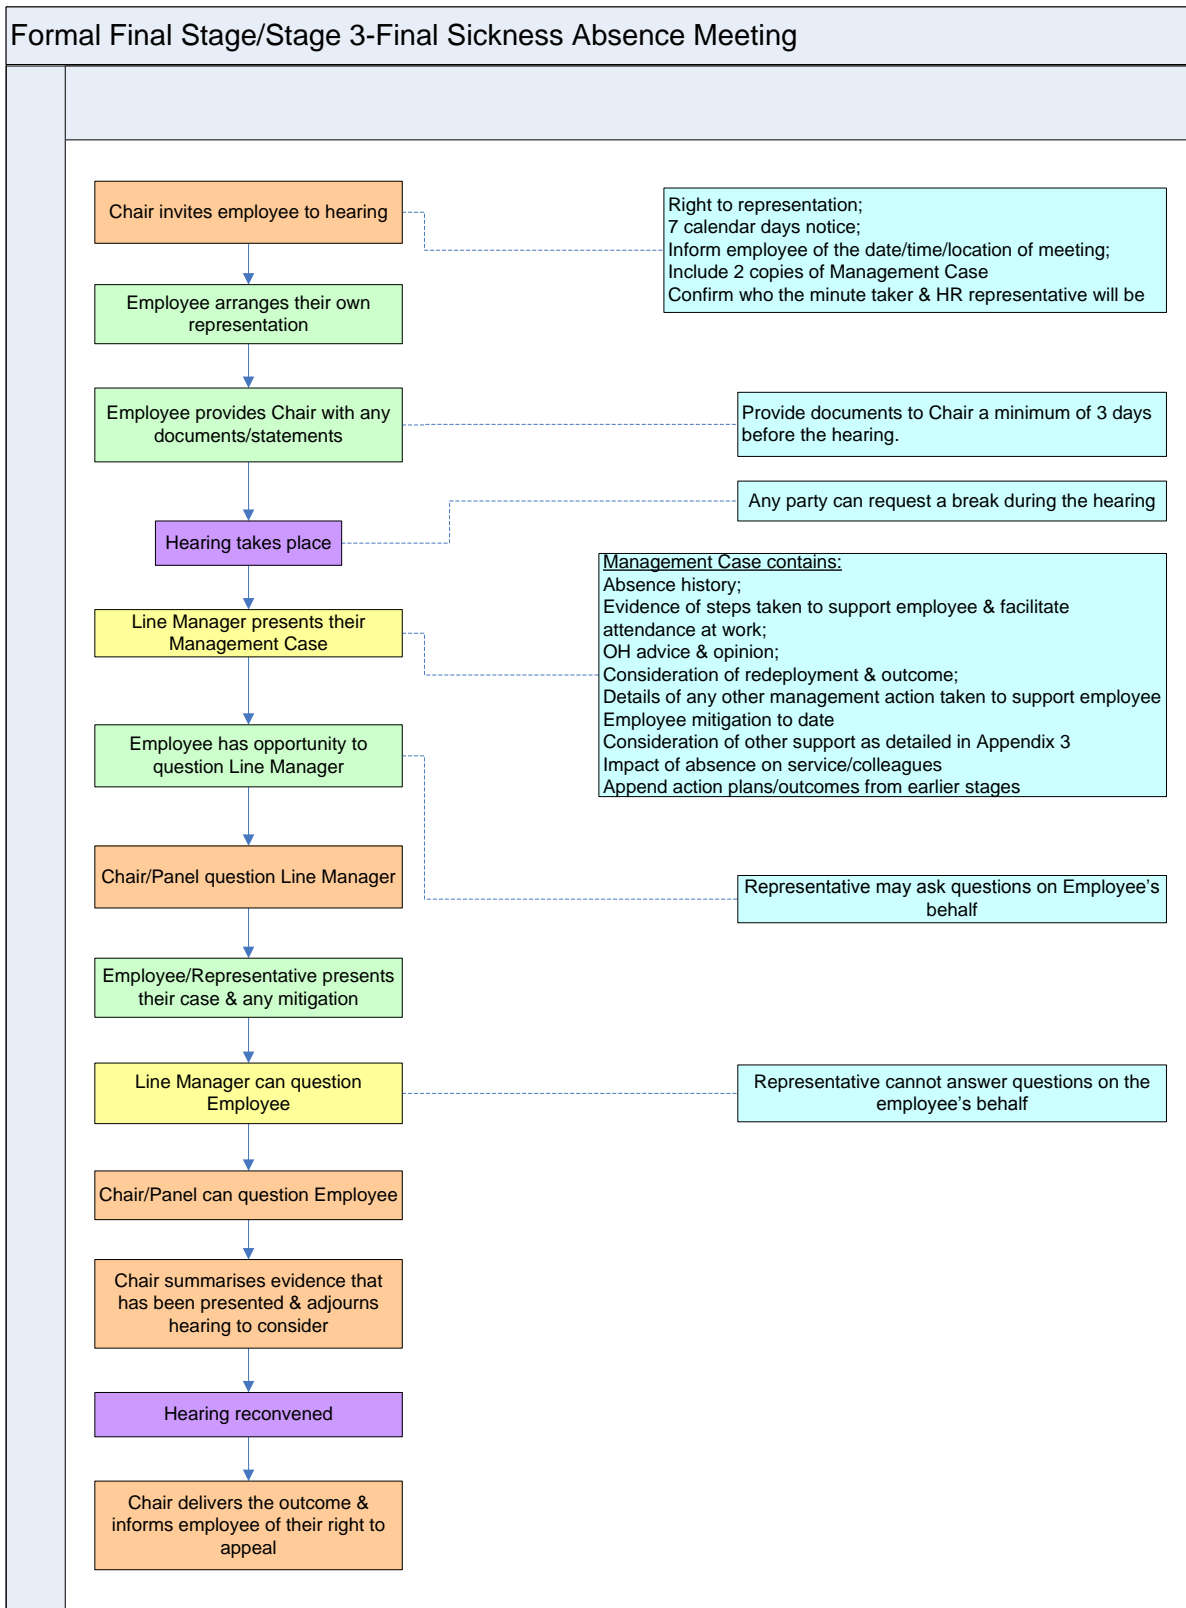 Formal Final Stage/Stage 3-Final Sickness Absence Meeting
Chair invites employee to hearing
Right to representation;
7 calendar days notice;
Inform employee of the date/time/location of meeting;
Include 2 copies of Management Case
Confirm who the minute taker & HR representative will be
Employee arranges their own
representation
Employee provides Chair with any
documents/statements
Provide documents to Chair a minimum of 3 days
before the hearing.
Any party can request a break during the hearing
Hearing takes place
Management Case contains:
Absence history;
Evidence of steps taken to support employee & facilitate
attendance at work;
OH advice & opinion;
Consideration of redeployment & outcome;
Details of any other management action taken to support employee
Employee mitigation to date
Consideration of other support as detailed in Appendix 3
Impact of absence on service/colleagues
Append action plans/outcomes from earlier stages
Line Manager presents their
Management Case
Employee has opportunity to
question Line Manager
Chair/Panel question Line Manager
Representative may ask questions on Employee’s
behalf
Employee/Representative presents
their case & any mitigation
Line Manager can question
Employee
Representative cannot answer questions on the
employee’s behalf
Chair/Panel can question Employee
Chair summarises evidence that
has been presented & adjourns
hearing to consider
Hearing reconvened
Chair delivers the outcome &
informs employee of their right to
appeal